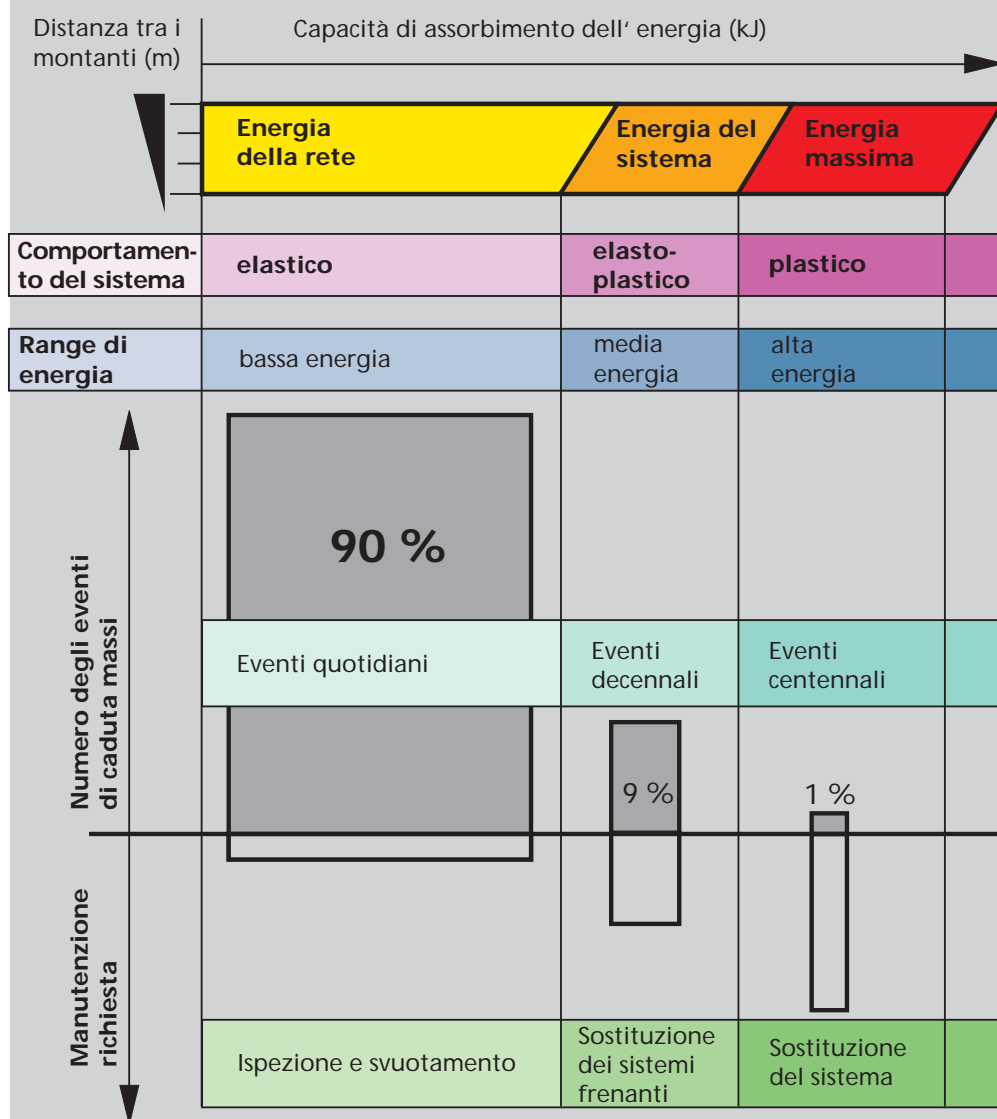 Distanza tra i
montanti (m)
Capacità di assorbimento dell‘ energia (kJ)
Energia
della rete
Energia del
sistema
Energia
massima
Comportamen-
to del sistema
elastico
elasto-
plastico
plastico
Range di
energia
bassa energia
media
energia
alta
energia
Numero degli eventi
di caduta massi
90 %
Eventi quotidiani
Eventi
decennali
Eventi
centennali
9 %
1 %
Manutenzione
richiesta
Ispezione e svuotamento
Sostituzione
dei sistemi
frenanti
Sostituzione
del sistema